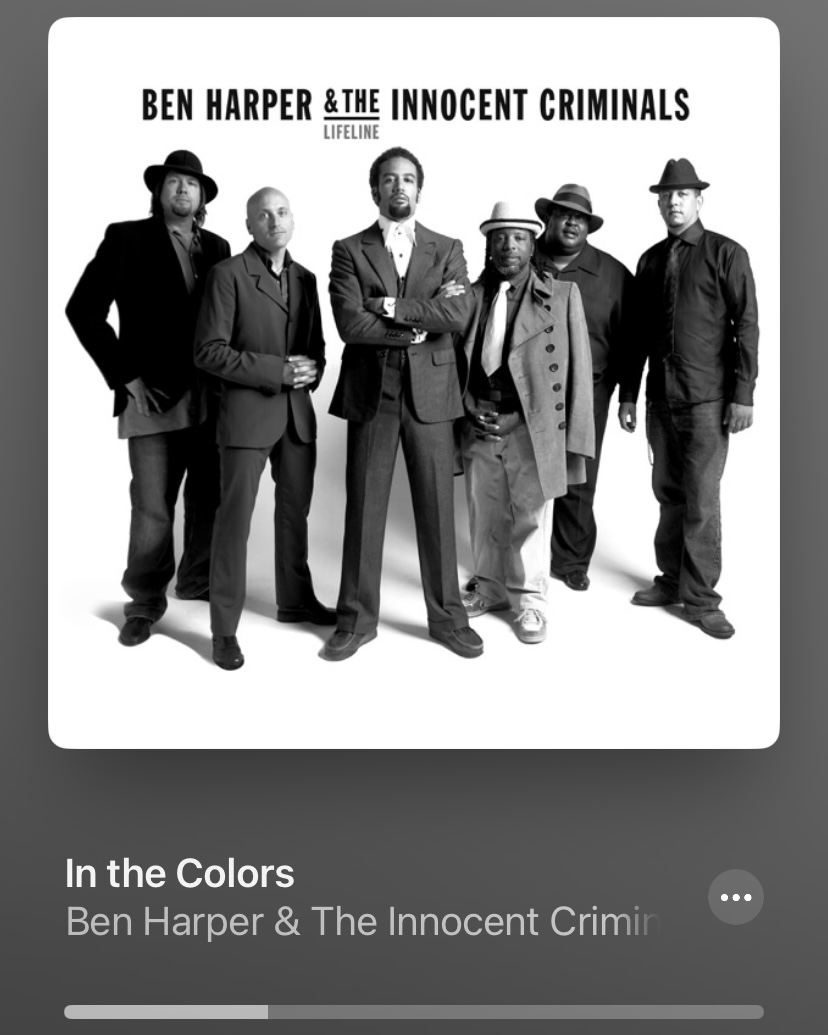 BEN HARPER & THE INNOCENT CRIMINALS
LIFELINE
In the Colors
Ben Harper & The Innocent Crimin